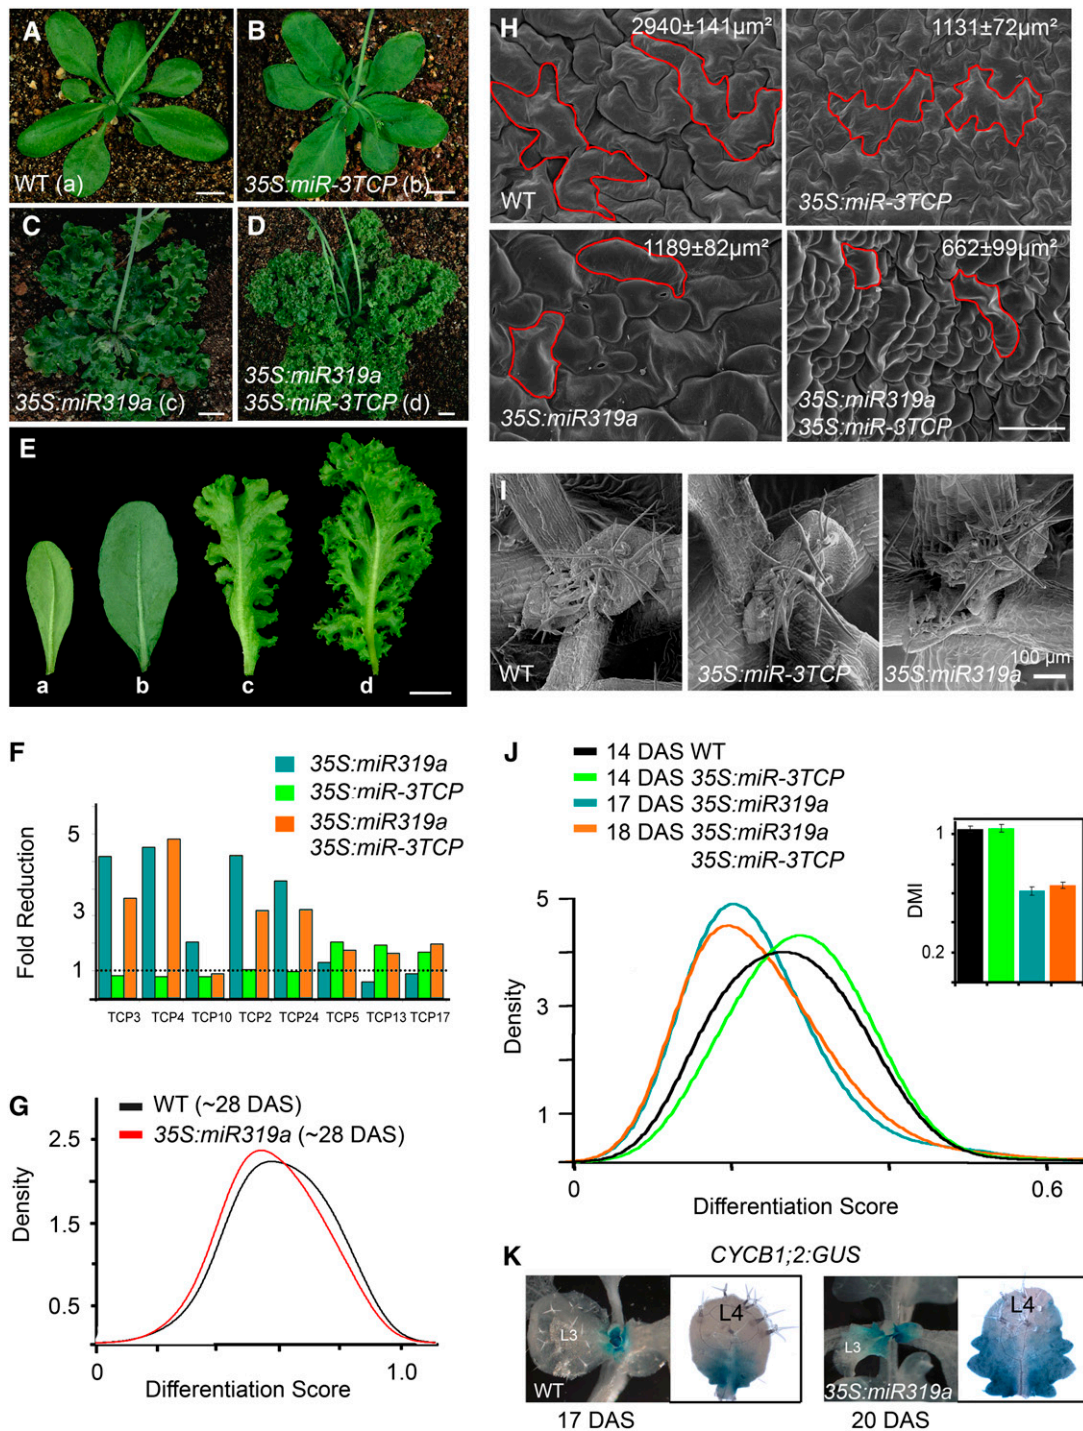 A
WT (a)
B
35S:miR-3TCP (b)
C
35S:miR319a (c)
D
35S:miR319a
35S:miR-3TCP (d)
E
a
b
c
d
H
2940±141µm²
WT
1131±72µm²
35S:miR-3TCP
1189±82µm²
35S:miR319a
662±99µm²
35S:miR319a
35S:miR-3TCP
I
WT
35S:miR-3TCP
35S:miR319a
100 µm
F
35S:miR319a
35S:miR-3TCP
35S:miR319a
35S:miR-3TCP
Fold Reduction
5
3
1
TCP3 TCP4 TCP10 TCP2 TCP24 TCP5 TCP13 TCP17
G
WT (~28 DAS)
35S:miR319a (~28 DAS)
Density
2.5
1.5
0.5
0 1.0
Differentiation Score
J
14 DAS WT
14 DAS 35S:miR-3TCP
17 DAS 35S:miR319a
18 DAS 35S:miR319a
35S:miR-3TCP
DMI
1
0.2
Density
5
3
1
0 0.6
Differentiation Score
K
CYCB1;2:GUS
L3
WT
L4
17 DAS
L3
35S:miR319a
L4
20 DAS